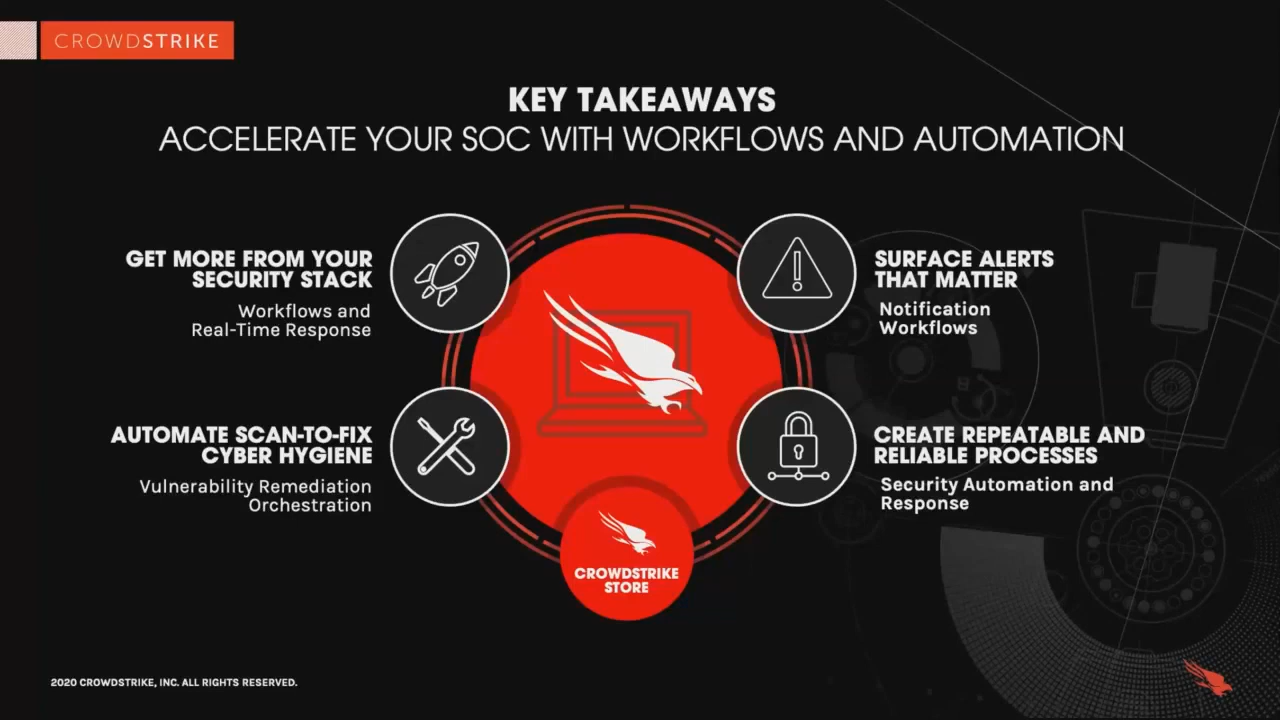 CROWDSTRIKE
KEY TAKEAWAYS
ACCELERATE YOUR SOC WITH WORKFLOWS AND AUTOMATION
GET MORE FROM YOUR
SECURITY STACK
Workflows and
Real-Time Response
SURFACE ALERTS
THAT MATTER
Notification
Workflows
AUTOMATE SCAN-TO-FIX
CYBER HYGIENE
Vulnerability Remediation
Orchestration
CREATE REPEATABLE AND
RELIABLE PROCESSES
Security Automation and
Response
CROWDSTRIKE
STORE
2020 CROWDSTRIKE, INC. ALL RIGHTS RESERVED.